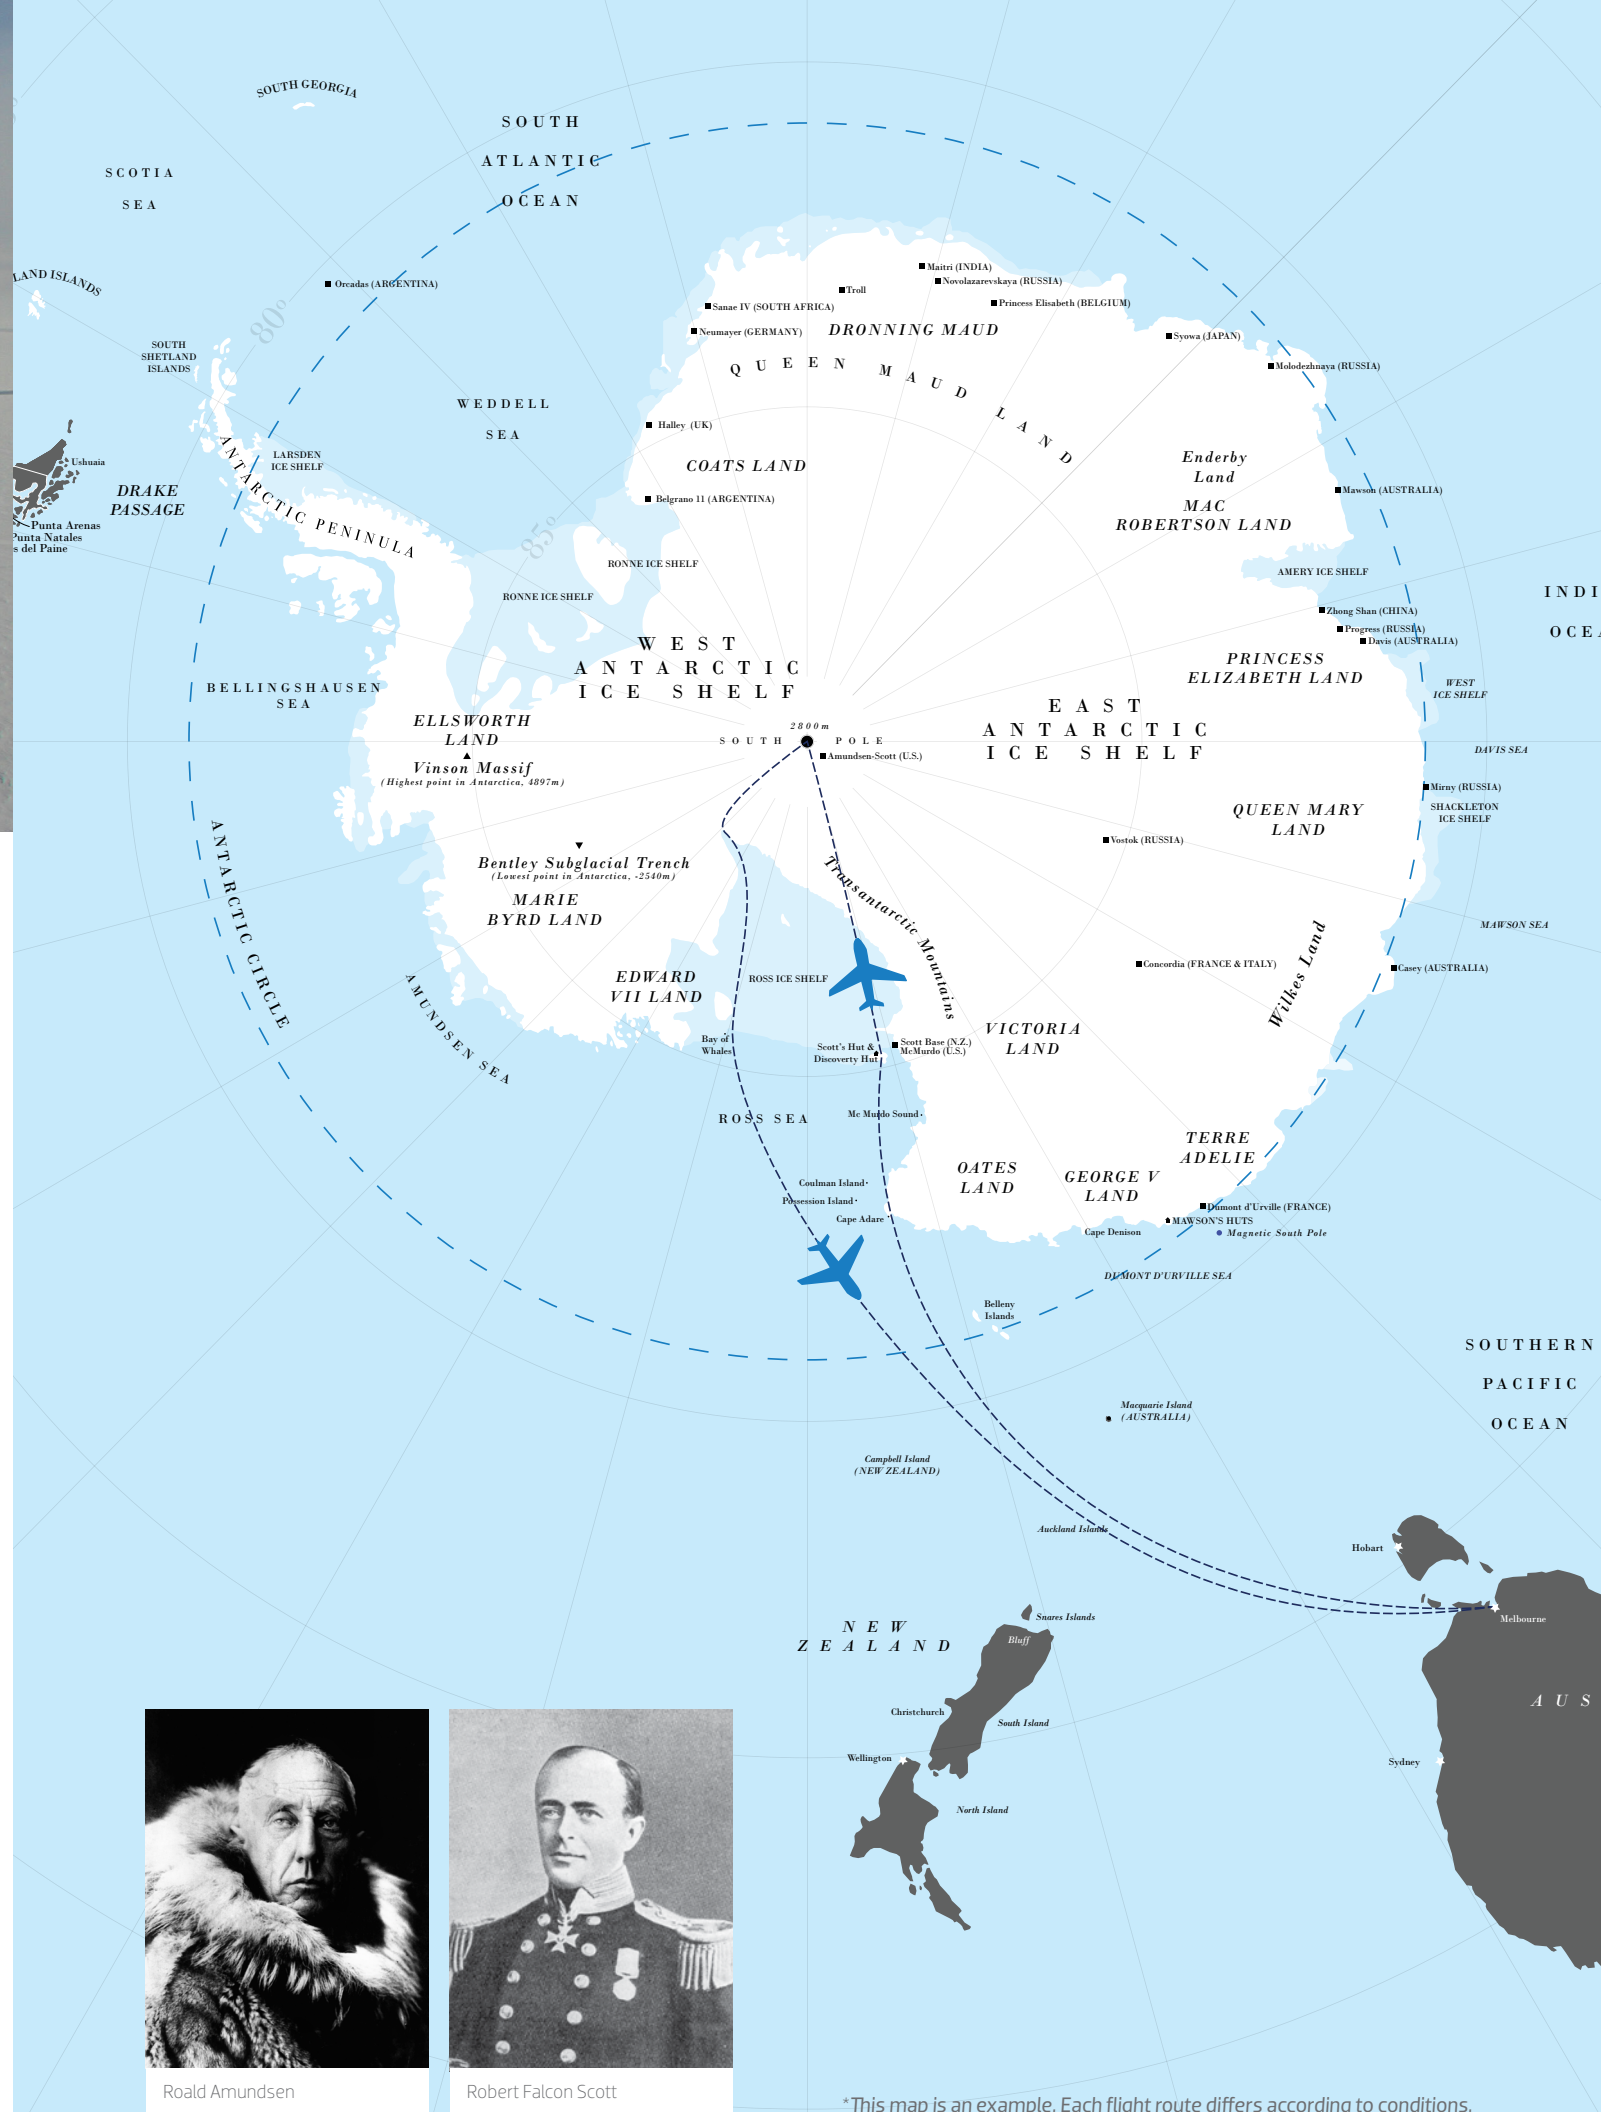 SOUTH GEORGIA
SOUTH
ATLANTIC
OCEAN
SCOTIA
SEA
LAND ISLANDS
Orcadas (ARGENTINA)
80°
SOUTH
SHETLAND
ISLANDS
WEDDELL
SEA
Maitri (INDIA)
Novolazarevskaya (RUSSIA)
Troll
Princess Elisabeth (BELGIUM)
Sanae IV (SOUTH AFRICA)
Neumayer (GERMANY)
DRONNING MAUD
QUEEN MAUD LAND
Syowa (JAPAN)
Molodezhnaya (RUSSIA)
Halley (UK)
COATS LAND
Belgrano 11 (ARGENTINA)
Enderby
Land
MAC
ROBERTSON LAND
Mawson (AUSTRALIA)
Ushuaia
DRAKE
PASSAGE
Punta Arenas
Punta Natales
s del Paine
LARSDEN
ICE SHELF
ANTARCTIC PENINULA
85°
RONNE ICE SHELF
RONNE ICE SHELF
AMERY ICE SHELF
INDI
OCEA
Zhong Shan (CHINA)
Progress (RUSSIA)
Davis (AUSTRALIA)
WEST
ANTARCTIC
ICE SHELF
PRINCESS
ELIZABETH LAND
WEST
ICE SHELF
BELLINGSHAUSEN
SEA
ELLSWORTH
LAND
Vinson Massif
(Highest point in Antarctica, 4897m)
2800m
SOUTH POLE
Amundsen-Scott (U.S.)
EAST
ANTARCTIC
ICE SHELF
DAVIS SEA
Mirny (RUSSIA)
SHACKLETON
ICE SHELF
QUEEN MARY
LAND
Vostok (RUSSIA)
ANTARCTIC CIRCLE
Bentley Subglacial Trench
(Lowest point in Antarctica, -2540m)
MARIE
BYRD LAND
Transantarctic Mountains
MAWSON SEA
Wilkes Land
Concordia (FRANCE & ITALY)
Casey (AUSTRALIA)
EDWARD
VII LAND
ROSS ICE SHELF
AMUNDSEN SEA
Bay of
Whales
Scott's Hut &
Discoverty Hut
Scott Base (N.Z.)
McMurdo (U.S.)
VICTORIA
LAND
ROSS SEA
Mc Murdo Sound
TERRE
ADELIE
OATES
LAND
GEORGE V
LAND
Coulman Island
Possession Island
Cape Adare
Dumont d'Urville (FRANCE)
MAWSON'S HUTS
Cape Denison
Magnetic South Pole
DUMONT D'URVILLE SEA
Belleny
Islands
SOUTHERN
PACIFIC
OCEAN
Macquarie Island
(AUSTRALIA)
Campbell Island
(NEW ZEALAND)
Auckland Islands
Hobart
Melbourne
NEW
ZEALAND
Snares Islands
Bluff
AUS
Christchurch
South Island
Wellington
Sydney
North Island
Roald Amundsen
Robert Falcon Scott
*This map is an example. Each flight route differs according to conditions.